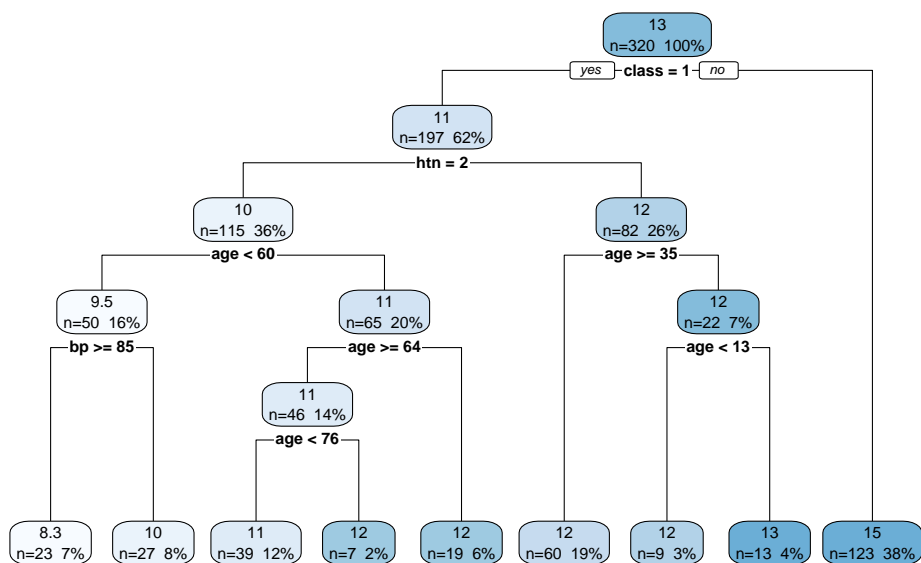 13
n=320 100%
yes class = 1 no
11
n=197 62%
htn = 2
10
n=115 36%
12
n=82 26%
age < 60
age >= 35
9.5
n=50 16%
11
n=65 20%
12
n=22 7%
bp >= 85
age >= 64
age < 13
11
n=46 14%
age < 76
8.3
n=23 7%
10
n=27 8%
11
n=39 12%
12
n=7 2%
12
n=19 6%
12
n=60 19%
12
n=9 3%
13
n=13 4%
15
n=123 38%